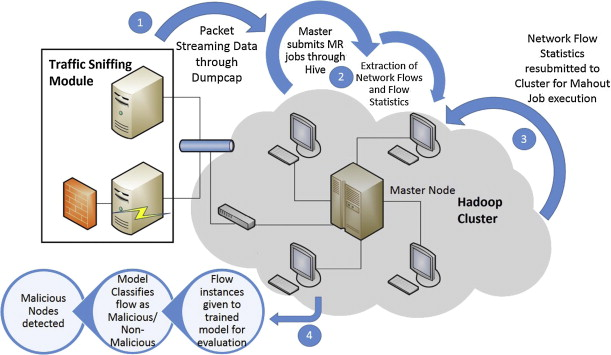 1
Packet
Streaming Data
through
Dumpcap
Traffic Sniffing
Module
Master
submits MR
jobs through
Hive
2
Extraction of
Network Flows
and Flow
Statistics
Network Flow
Statistics
resubmitted to
Cluster for Mahout
Job execution
3
Master Node
Hadoop
Cluster
4
Flow
instances
given to
trained
model for
evaluation
Model
Classifies
flow as
Malicious/
Non-
Malicious
Malicious
Nodes
detected